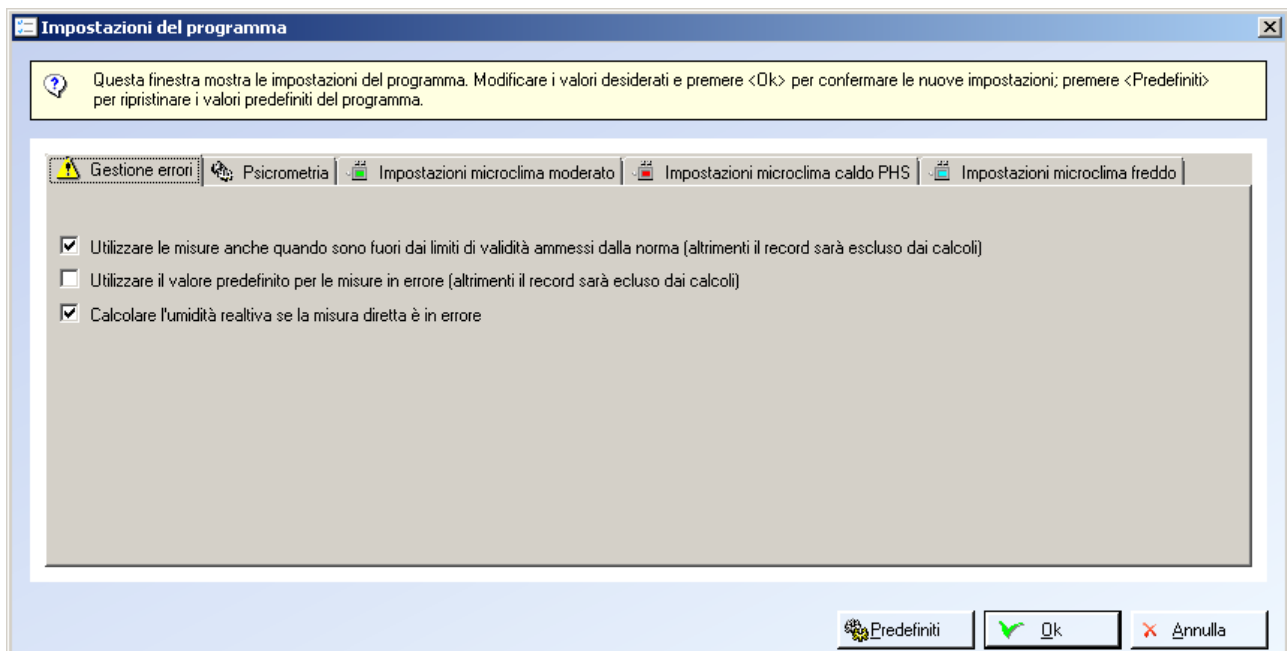 Impostazioni del programma
Questa finestra mostra le impostazioni del programma. Modificare i valori desiderati e premere <Ok> per confermare le nuove impostazioni; premere <Predefiniti>
per ripristinare i valori predefiniti del programma.
Gestione errori Psicrometria Impostazioni microclima moderato Impostazioni microclima caldo PHS Impostazioni microclima freddo
Utilizzare le misure anche quando sono fuori dai limiti di validità ammessi dalla norma (altrimenti il record sarà escluso dai calcoli)
Utilizzare il valore predefinito per le misure in errore (altrimenti il record sarà ecluso dai calcoli)
Calcolare l'umidità realtiva se la misura diretta è in errore
Predefiniti Ok Annulla